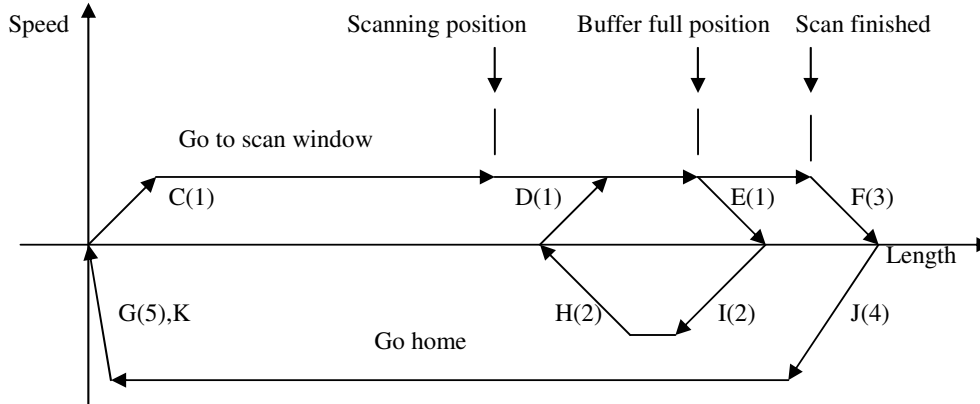 Speed
Scanning position
Buffer full position
Scan finished
Go to scan window
C(1)
D(1)
E(1)
F(3)
Length
G(5),K
H(2)
I(2)
J(4)
Go home